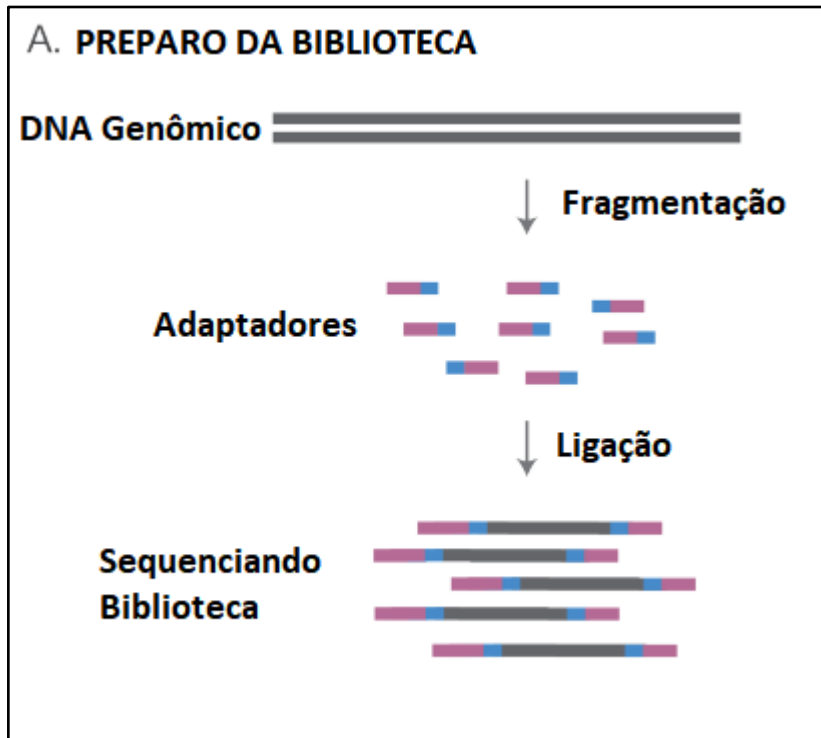 A. PREPARO DA BIBLIOTECA
DNA Genômico
Fragmentação
Adaptadores
Ligação
Sequenciando
Biblioteca